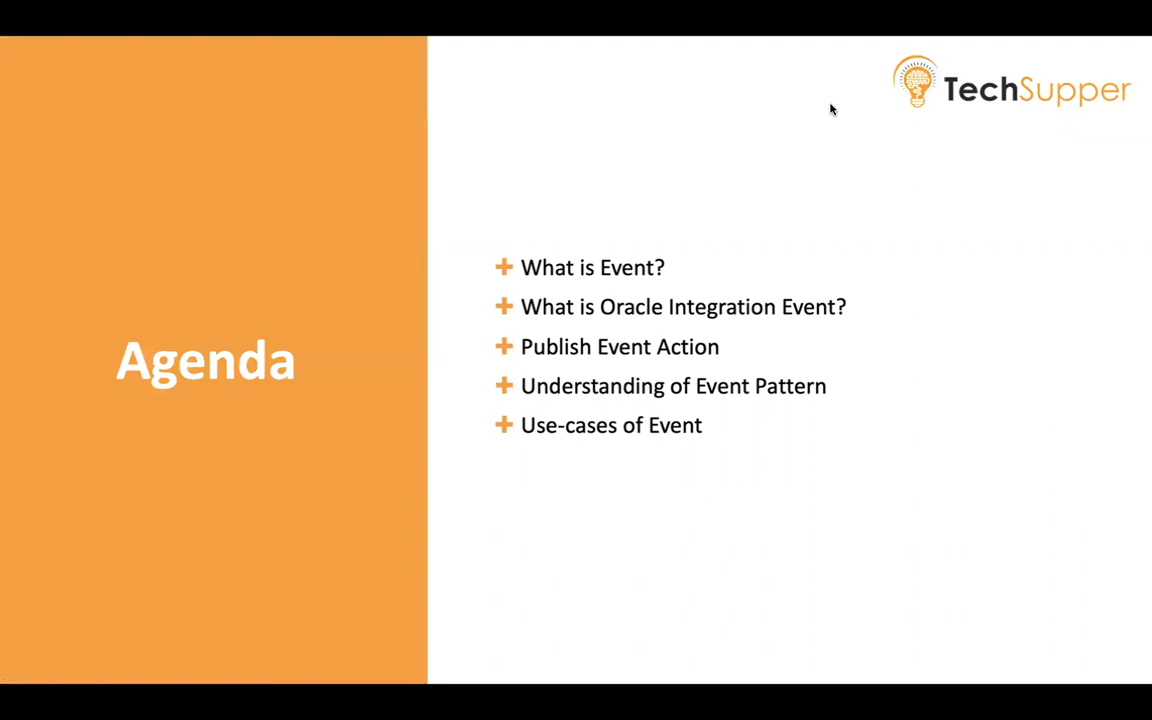 TechSupper
Agenda
What is Event?
What is Oracle Integration Event?
Publish Event Action
Understanding of Event Pattern
Use-cases of Event